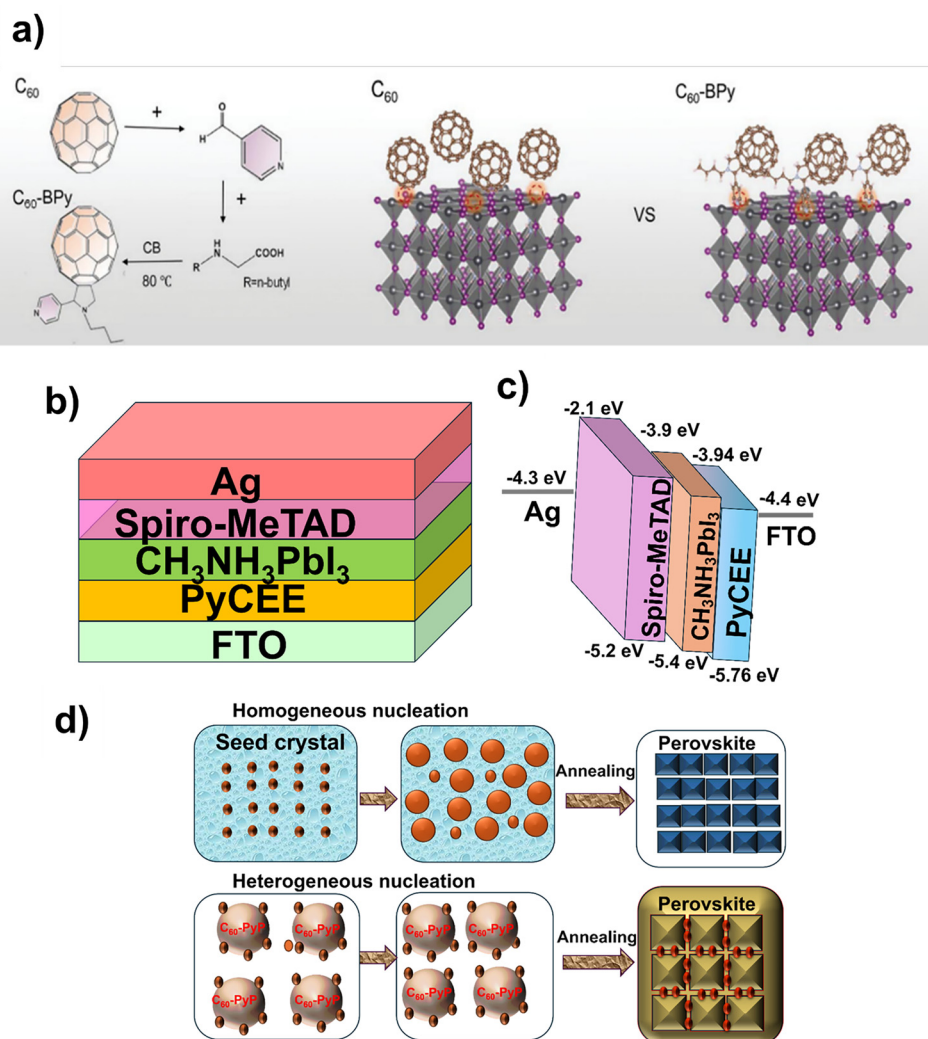 a)
C₆₀
+
O
H
N
C₆₀-BPy
+
CB
80 ℃
H
N
R
COOH
R=n-butyl
N
N
C₆₀
VS
C₆₀-BPy
b)
Ag
Spiro-MeTAD
CH₃NH₃PbI₃
PyCEE
FTO
c)
-2.1 eV
-3.9 eV
-3.94 eV
-4.3 eV
Ag
-4.4 eV
FTO
Spiro-MeTAD
CH₃NH₃PbI₃
PyCEE
-5.2 eV
-5.4 eV
-5.76 eV
d)
Homogeneous nucleation
Seed crystal
Annealing
Perovskite
Heterogeneous nucleation
C₆₀-PyP
C₆₀-PyP
C₆₀-PyP
C₆₀-PyP
C₆₀-PyP
C₆₀-PyP
C₆₀-PyP
C₆₀-PyP
Annealing
Perovskite